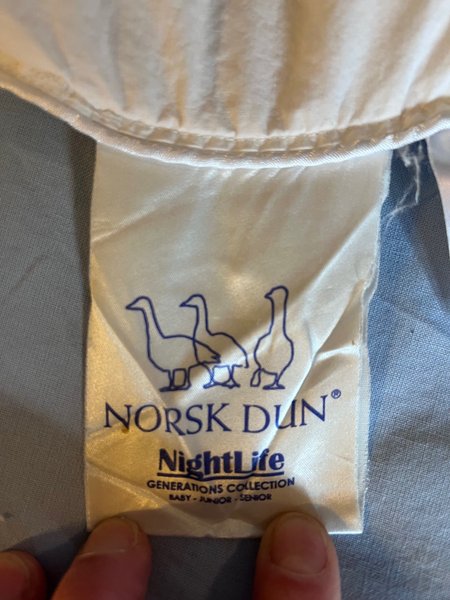 NORSK DUN®
NightLife
GENERATIONS COLLECTION
BABY - JUNIOR - SENIOR